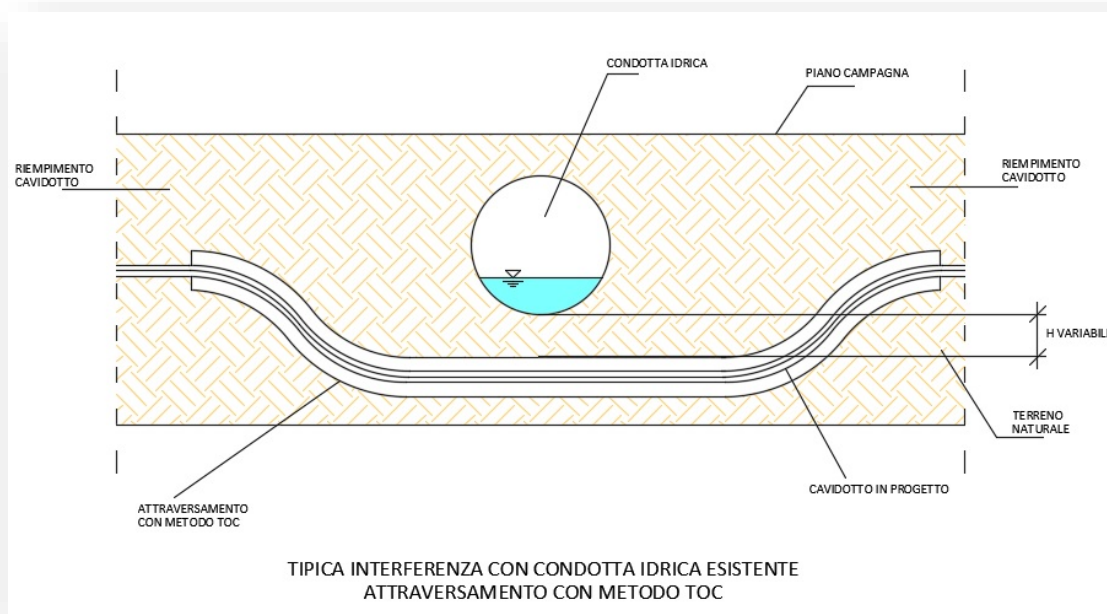 CONDOTTA IDRICA
PIANO CAMPAGNA
RIEMPIMENTO
CAVIDOTTO
RIEMPIMENTO
CAVIDOTTO
H VARIABIL
TERRENO
NATURALE
CAVIDOTTO IN PROGETTO
ATTRAVERSAMENTO
CON METODO TOC
TIPICA INTERFERENZA CON CONDOTTA IDRICA ESISTENTE
ATTRAVERSAMENTO CON METODO TOC